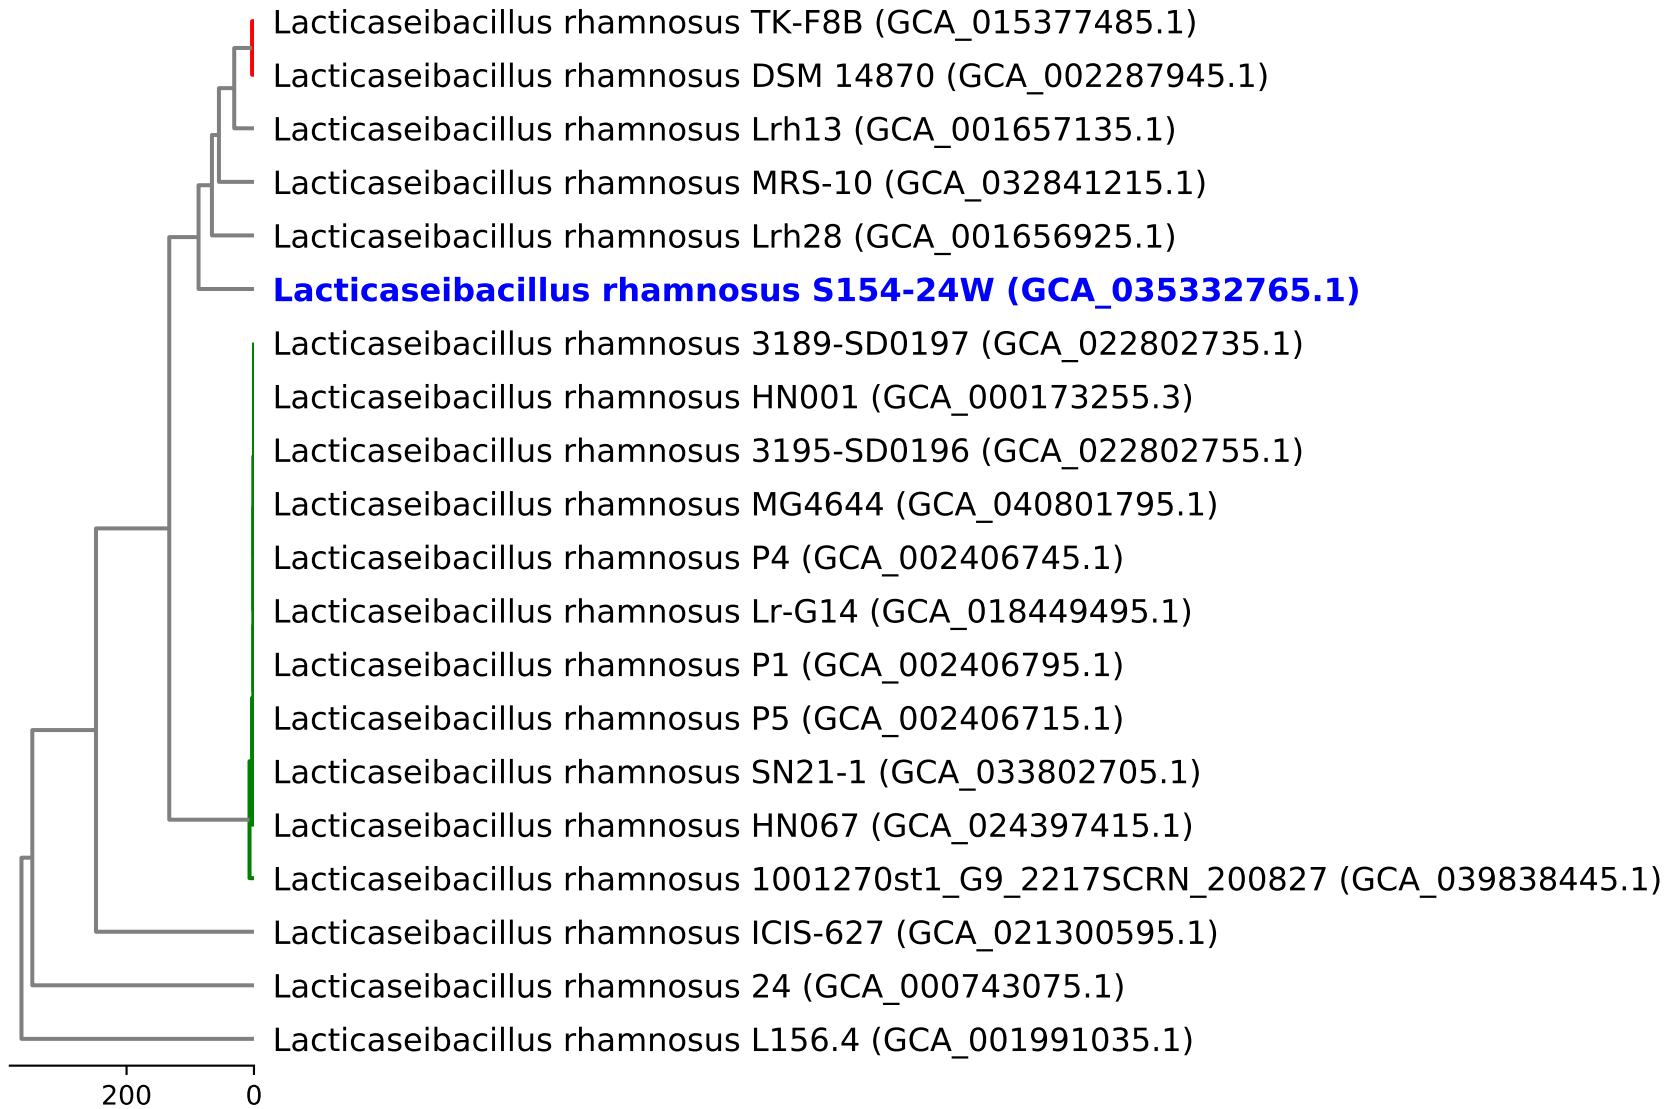 Lacticaseibacillus rhamnosus TK-F8B (GCA_015377485.1)
Lacticaseibacillus rhamnosus DSM 14870 (GCA_002287945.1)
Lacticaseibacillus rhamnosus Lrh13 (GCA_001657135.1)
Lacticaseibacillus rhamnosus MRS-10 (GCA_032841215.1)
Lacticaseibacillus rhamnosus Lrh28 (GCA_001656925.1)
Lacticaseibacillus rhamnosus S154-24W (GCA_035332765.1)
Lacticaseibacillus rhamnosus 3189-SD0197 (GCA_022802735.1)
Lacticaseibacillus rhamnosus HN001 (GCA_000173255.3)
Lacticaseibacillus rhamnosus 3195-SD0196 (GCA_022802755.1)
Lacticaseibacillus rhamnosus MG4644 (GCA_040801795.1)
Lacticaseibacillus rhamnosus P4 (GCA_002406745.1)
Lacticaseibacillus rhamnosus Lr-G14 (GCA_018449495.1)
Lacticaseibacillus rhamnosus P1 (GCA_002406795.1)
Lacticaseibacillus rhamnosus P5 (GCA_002406715.1)
Lacticaseibacillus rhamnosus SN21-1 (GCA_033802705.1)
Lacticaseibacillus rhamnosus HN067 (GCA_024397415.1)
Lacticaseibacillus rhamnosus 1001270st1_G9_2217SCRN_200827 (GCA_039838445.1)
Lacticaseibacillus rhamnosus ICIS-627 (GCA_021300595.1)
Lacticaseibacillus rhamnosus 24 (GCA_000743075.1)
Lacticaseibacillus rhamnosus L156.4 (GCA_001991035.1)
200 0